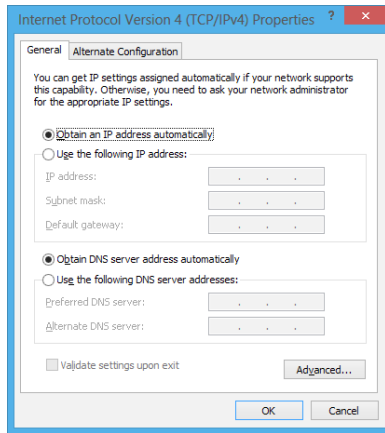 Internet Protocol Version 4 (TCP/IPv4) Properties ? ×
General Alternate Configuration
You can get IP settings assigned automatically if your network supports
this capability. Otherwise, you need to ask your network administrator
for the appropriate IP settings.
Obtain an IP address automatically
Use the following IP address:
IP address: . . .
Subnet mask: . . .
Default gateway: . . .
Obtain DNS server address automatically
Use the following DNS server addresses:
Preferred DNS server: . . .
Alternate DNS server: . . .
Validate settings upon exit
Advanced...
OK Cancel